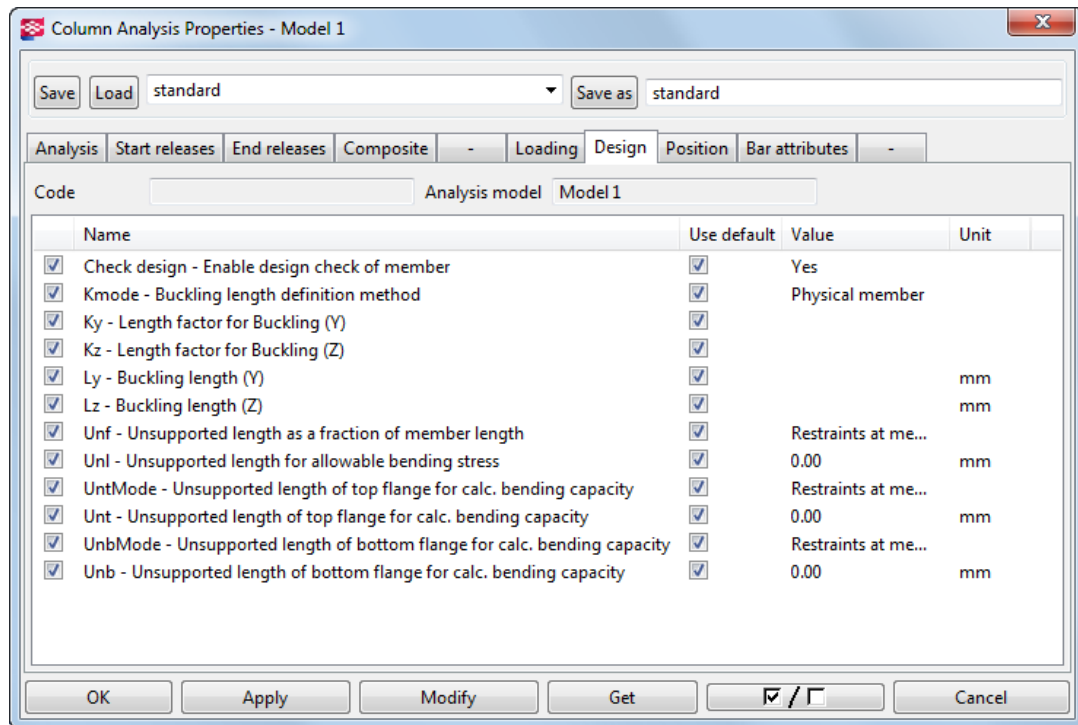 Column Analysis Properties - Model 1
Save Load standard Save as standard
Analysis Start releases End releases Composite - Loading Design Position Bar attributes -
Code Analysis model Model 1
Name Use default Value Unit
Check design - Enable design check of member Yes
Kmode - Buckling length definition method Physical member
Ky - Length factor for Buckling (Y)
Kz - Length factor for Buckling (Z)
Ly - Buckling length (Y) mm
Lz - Buckling length (Z) mm
Unf - Unsupported length as a fraction of member length Restraints at me...
Unl - Unsupported length for allowable bending stress 0.00 mm
UntMode - Unsupported length of top flange for calc. bending capacity Restraints at me...
Unt - Unsupported length of top flange for calc. bending capacity 0.00 mm
UnbMode - Unsupported length of bottom flange for calc. bending capacity Restraints at me...
Unb - Unsupported length of bottom flange for calc. bending capacity 0.00 mm
OK Apply Modify Get / Cancel